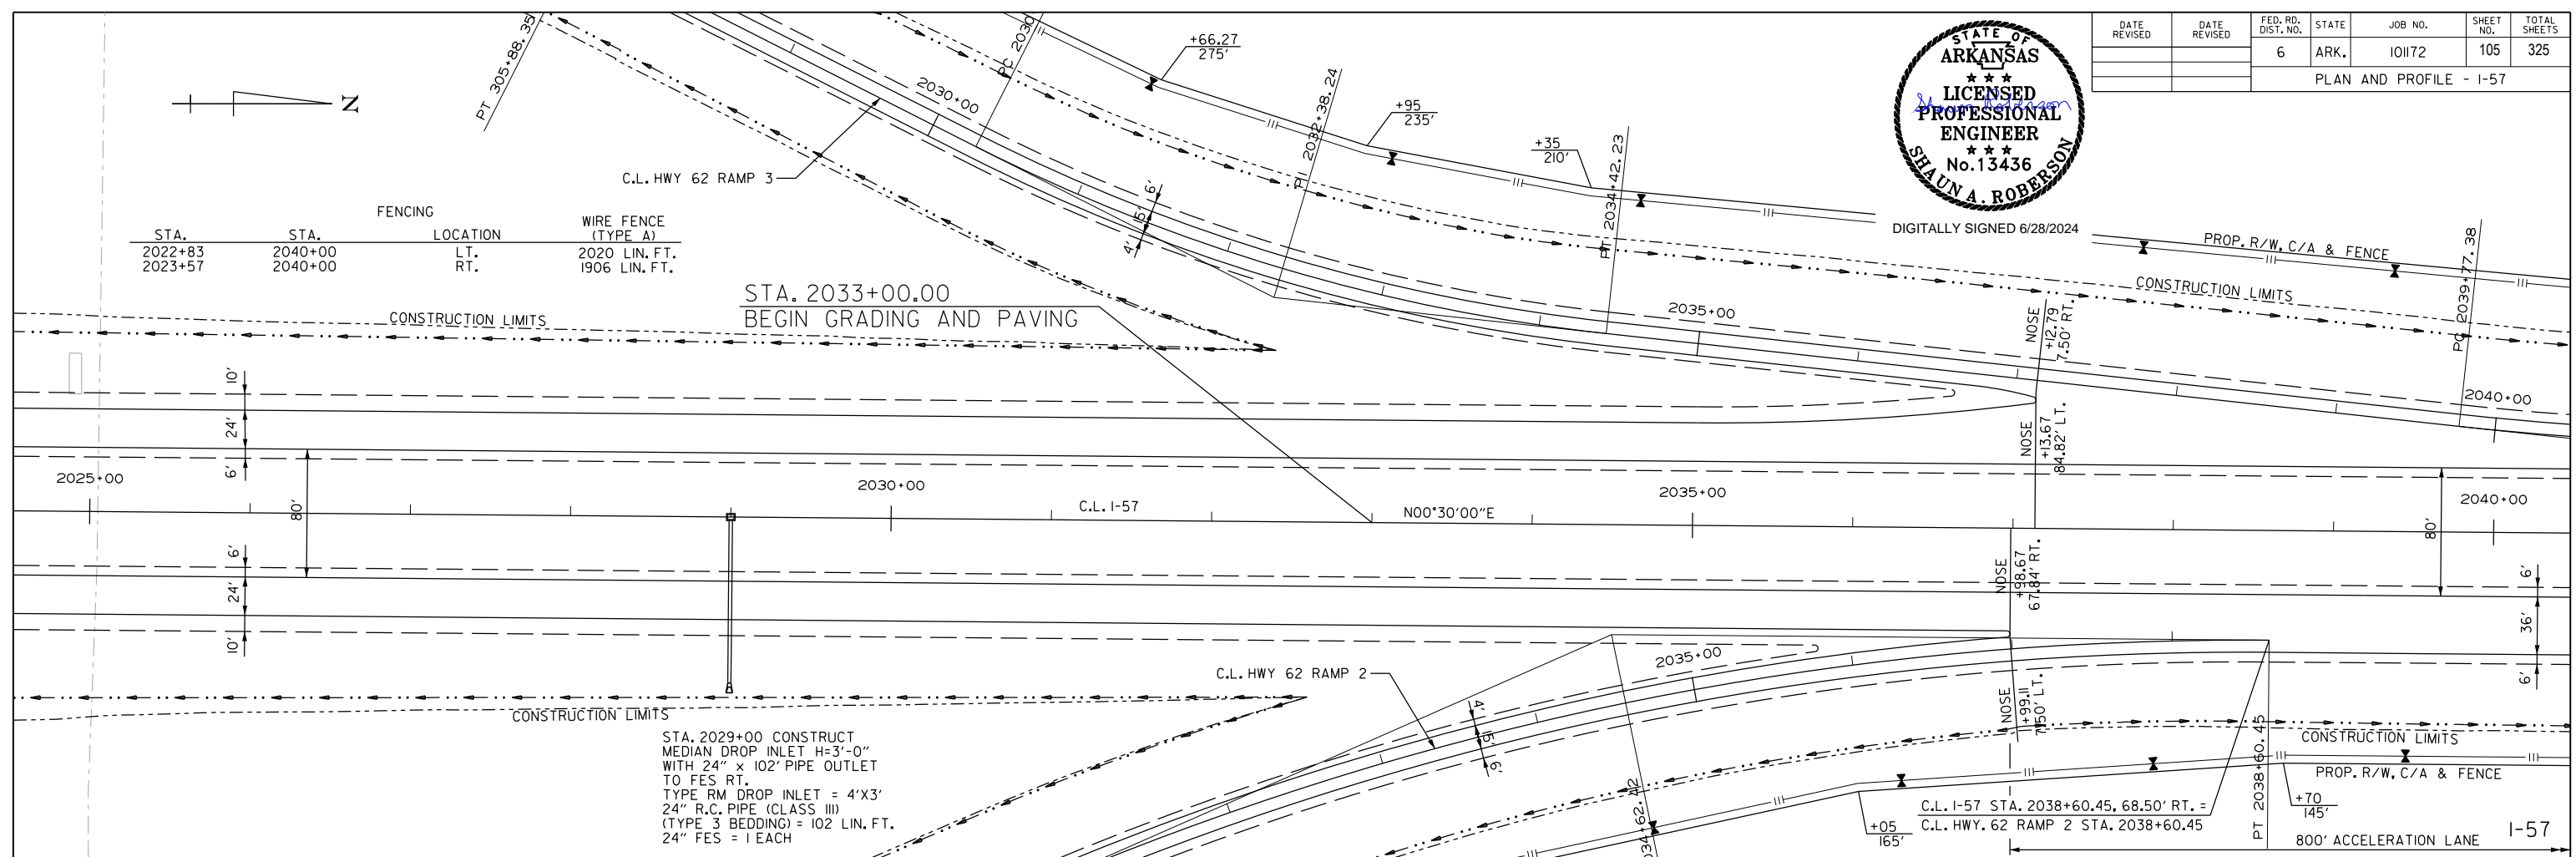 DATE REVISED
DATE REVISED
FED. RD. DIST. NO.
STATE
JOB NO.
SHEET NO.
TOTAL SHEETS
6
ARK.
101172
105
325
PLAN AND PROFILE - I-57
STATE OF
ARKANSAS
★ ★ ★
LICENSED
PROFESSIONAL
ENGINEER
★ ★ ★
No.13436
SHAUN A. ROBERSON
Shaun Roberson
DIGITALLY SIGNED 6/28/2024
N
PT 305+88.35
2030+00
PC 2030
+66.27
275'
PI 2032+38.24
+95
235'
+35
210'
PT 2034+42.23
C.L. HWY 62 RAMP 3
6'
15'
4'
FENCING
STA. STA. LOCATION WIRE FENCE (TYPE A)
2022+83 2040+00 LT. 2020 LIN. FT.
2023+57 2040+00 RT. 1906 LIN. FT.
STA. 2033+00.00
BEGIN GRADING AND PAVING
CONSTRUCTION LIMITS
PROP. R/W, C/A & FENCE
CONSTRUCTION LIMITS
2035+00
NOSE
+12.79
7.50' RT.
PC 2039+77.38
2040+00
10'
24'
6'
NOSE
+13.67
84.82' LT.
2025+00
2030+00
2035+00
2040+00
80'
C.L. I-57
N00°30'00"E
80'
6'
24'
10'
NOSE
+98.67
67.84' RT.
6'
36'
6'
C.L. HWY 62 RAMP 2
2035+00
4'
15'
6'
NOSE
+99.11
7.50' LT.
CONSTRUCTION LIMITS
CONSTRUCTION LIMITS
PROP. R/W, C/A & FENCE
STA. 2029+00 CONSTRUCT
MEDIAN DROP INLET H=3'-0"
WITH 24" x 102' PIPE OUTLET
TO FES RT.
TYPE RM DROP INLET = 4'X3'
24" R.C. PIPE (CLASS III)
(TYPE 3 BEDDING) = 102 LIN. FT.
24" FES = 1 EACH
034+62.42
+05
165'
C.L. I-57 STA. 2038+60.45, 68.50' RT. =
C.L. HWY. 62 RAMP 2 STA. 2038+60.45
PT 2038+60.45
+70
145'
I-57
800' ACCELERATION LANE